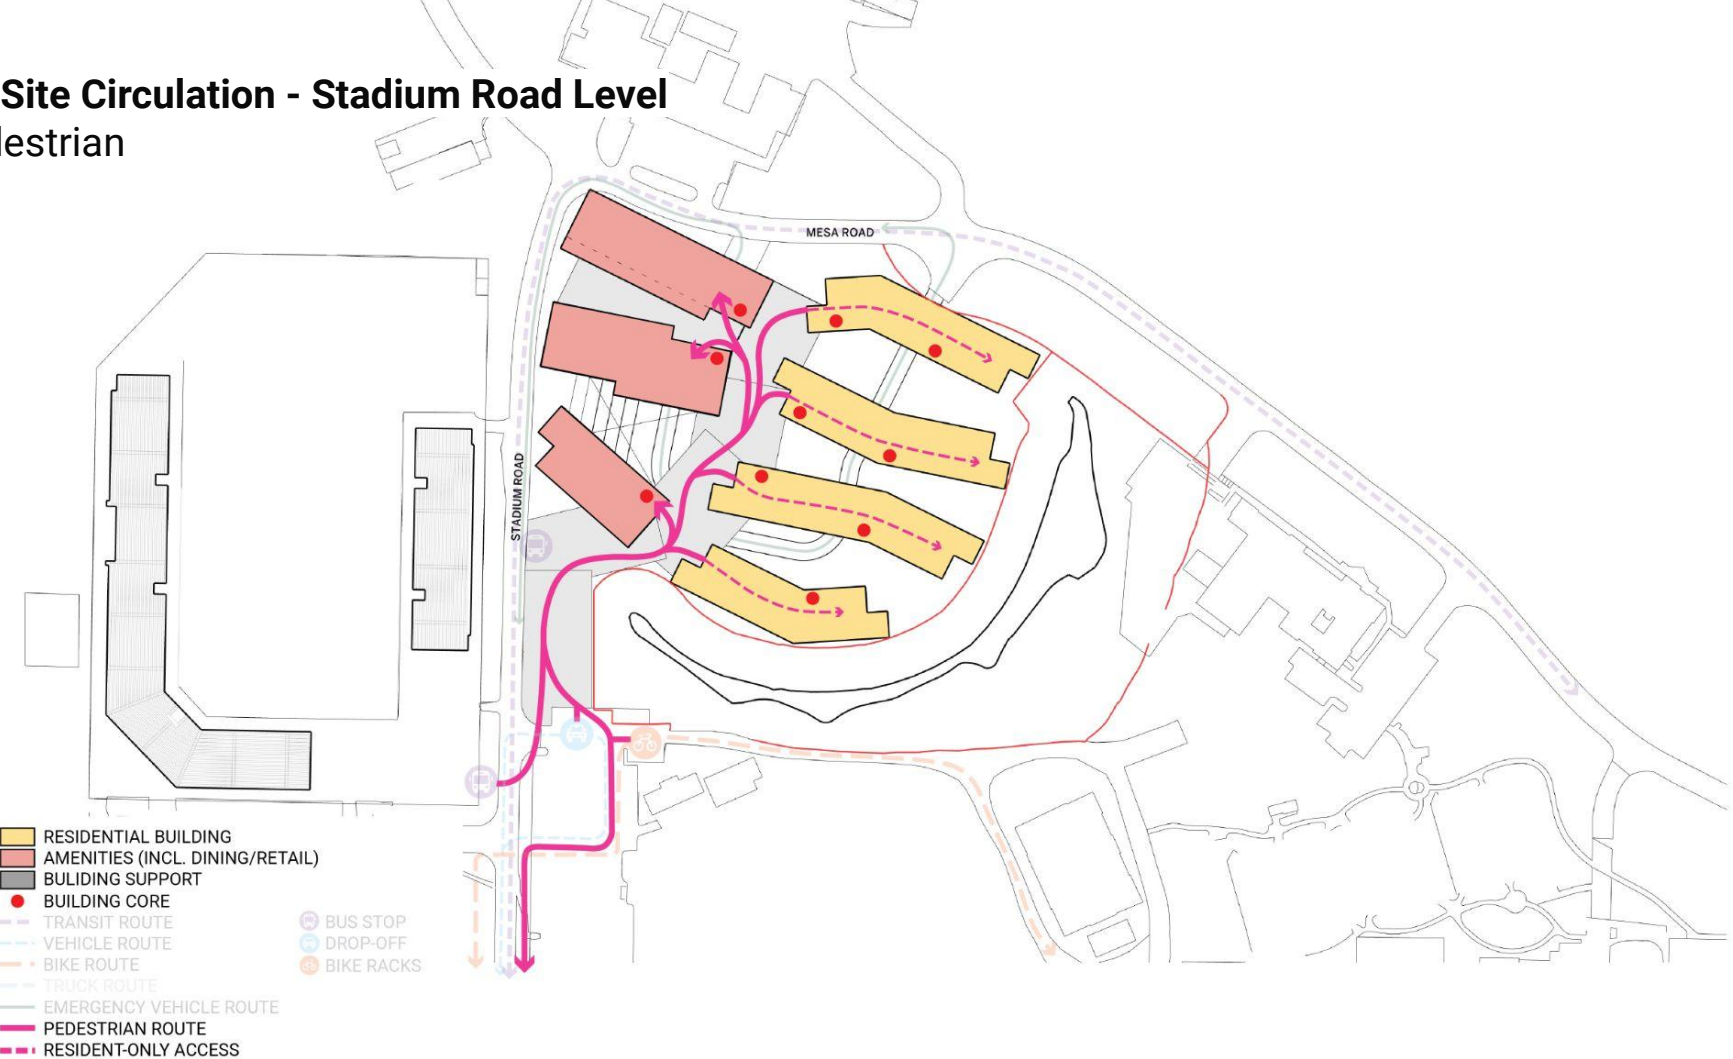 Site Circulation - Stadium Road Level
destrian
MESA ROAD
STADIUM ROAD
RESIDENTIAL BUILDING
AMENITIES (INCL. DINING/RETAIL)
BULIDING SUPPORT
BUILDING CORE
TRANSIT ROUTE
VEHICLE ROUTE
BIKE ROUTE
TRUCK ROUTE
EMERGENCY VEHICLE ROUTE
PEDESTRIAN ROUTE
RESIDENT-ONLY ACCESS
BUS STOP
DROP-OFF
BIKE RACKS